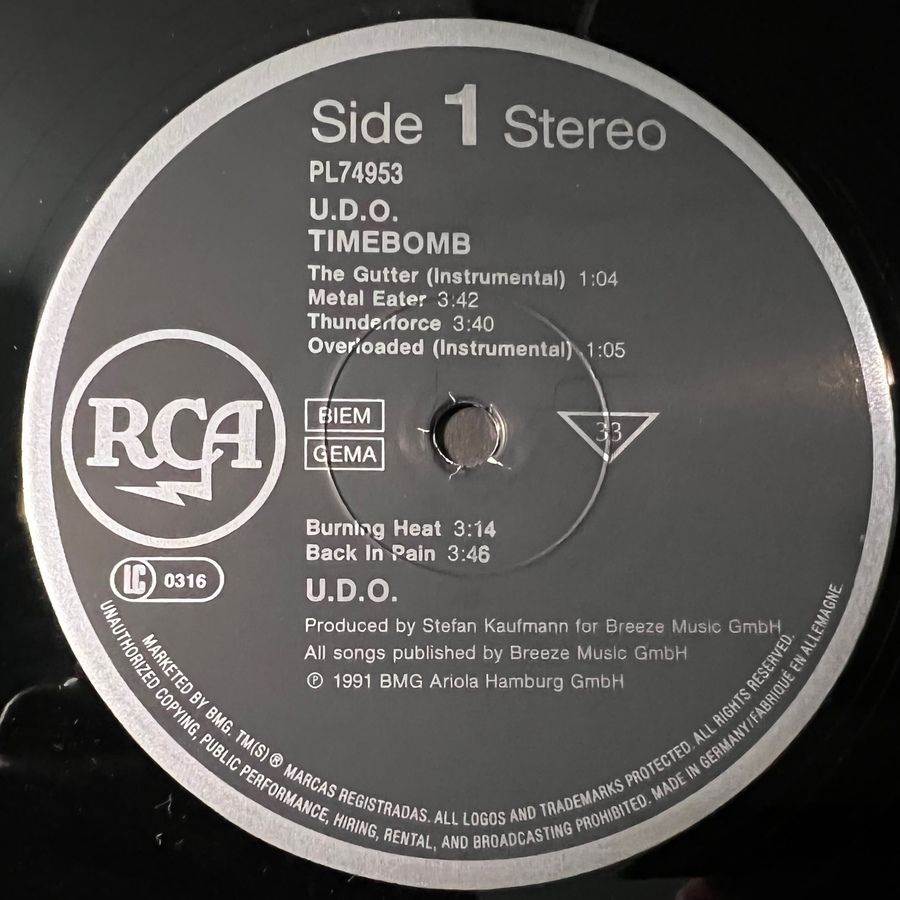 Side 1 Stereo
PL74953
U.D.O.
TIMEBOMB
The Gutter (Instrumental) 1:04
Metal Eater 3:42
Thunderforce 3:40
Overloaded (Instrumental) 1:05
RCA
BIEM
GEMA
33
Burning Heat 3:14
Back In Pain 3:46
LC 0316
U.D.O.
Produced by Stefan Kaufmann for Breeze Music GmbH
All songs published by Breeze Music GmbH
℗ 1991 BMG Ariola Hamburg GmbH
MARKETED BY BMG. TM(S) ® MARCAS REGISTRADAS. ALL LOGOS AND TRADEMARKS PROTECTED. ALL RIGHTS RESERVED.
UNAUTHORIZED COPYING, PUBLIC PERFORMANCE, HIRING, RENTAL, AND BROADCASTING PROHIBITED. MADE IN GERMANY/FABRIQUÉ EN ALLEMAGNE.